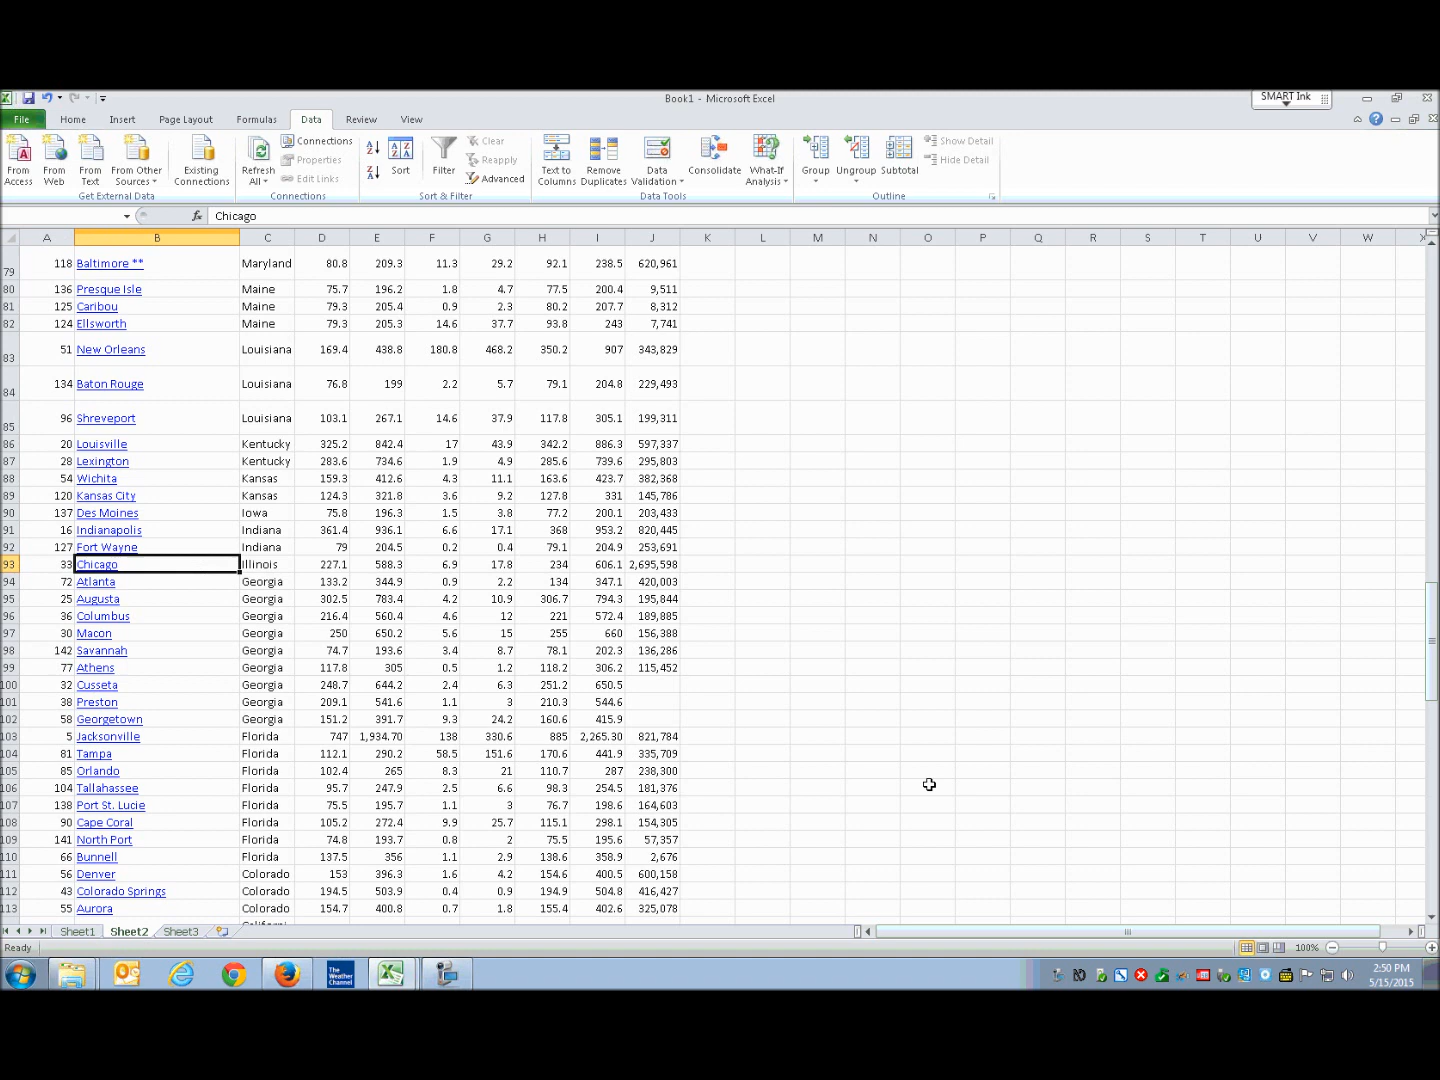 Book1 - Microsoft Excel
SMART Ink
File Home Insert Page Layout Formulas Data Review View
From Access From Web From Text From Other Sources Existing Connections Refresh All Connections Properties Edit Links Sort Filter Clear Reapply Advanced Text to Columns Remove Duplicates Data Validation Consolidate What-If Analysis Group Ungroup Subtotal Show Detail Hide Detail
Get External Data Connections Sort & Filter Data Tools Outline
fx Chicago
A B C D E F G H I J K L M N O P Q R S T U V W
79 118 Baltimore ** Maryland 80.8 209.3 11.3 29.2 92.1 238.5 620,961
80 136 Presque Isle Maine 75.7 196.2 1.8 4.7 77.5 200.4 9,511
81 125 Caribou Maine 79.3 205.4 0.9 2.3 80.2 207.7 8,312
82 124 Ellsworth Maine 79.3 205.3 14.6 37.7 93.8 243 7,741
83 51 New Orleans Louisiana 169.4 438.8 180.8 468.2 350.2 907 343,829
84 134 Baton Rouge Louisiana 76.8 199 2.2 5.7 79.1 204.8 229,493
85 96 Shreveport Louisiana 103.1 267.1 14.6 37.9 117.8 305.1 199,311
86 20 Louisville Kentucky 325.2 842.4 17 43.9 342.2 886.3 597,337
87 28 Lexington Kentucky 283.6 734.6 1.9 4.9 285.6 739.6 295,803
88 54 Wichita Kansas 159.3 412.6 4.3 11.1 163.6 423.7 382,368
89 120 Kansas City Kansas 124.3 321.8 3.6 9.2 127.8 331 145,786
90 137 Des Moines Iowa 75.8 196.3 1.5 3.8 77.2 200.1 203,433
91 16 Indianapolis Indiana 361.4 936.1 6.6 17.1 368 953.2 820,445
92 127 Fort Wayne Indiana 79 204.5 0.2 0.4 79.1 204.9 253,691
93 33 Chicago Illinois 227.1 588.3 6.9 17.8 234 606.1 2,695,598
94 72 Atlanta Georgia 133.2 344.9 0.9 2.2 134 347.1 420,003
95 25 Augusta Georgia 302.5 783.4 4.2 10.9 306.7 794.3 195,844
96 36 Columbus Georgia 216.4 560.4 4.6 12 221 572.4 189,885
97 30 Macon Georgia 250 650.2 5.6 15 255 660 156,388
98 142 Savannah Georgia 74.7 193.6 3.4 8.7 78.1 202.3 136,286
99 77 Athens Georgia 117.8 305 0.5 1.2 118.2 306.2 115,452
100 32 Cusseta Georgia 248.7 644.2 2.4 6.3 251.2 650.5
101 38 Preston Georgia 209.1 541.6 1.1 3 210.3 544.6
102 58 Georgetown Georgia 151.2 391.7 9.3 24.2 160.6 415.9
103 5 Jacksonville Florida 747 1,934.70 138 330.6 885 2,265.30 821,784
104 81 Tampa Florida 112.1 290.2 58.5 151.6 170.6 441.9 335,709
105 85 Orlando Florida 102.4 265 8.3 21 110.7 287 238,300
106 104 Tallahassee Florida 95.7 247.9 2.5 6.6 98.3 254.5 181,376
107 138 Port St. Lucie Florida 75.5 195.7 1.1 3 76.7 198.6 164,603
108 90 Cape Coral Florida 105.2 272.4 9.9 25.7 115.1 298.1 154,305
109 141 North Port Florida 74.8 193.7 0.8 2 75.5 195.6 57,357
110 66 Bunnell Florida 137.5 356 1.1 2.9 138.6 358.9 2,676
111 56 Denver Colorado 153 396.3 1.6 4.2 154.6 400.5 600,158
112 43 Colorado Springs Colorado 194.5 503.9 0.4 0.9 194.9 504.8 416,427
113 55 Aurora Colorado 154.7 400.8 0.7 1.8 155.4 402.6 325,078
Californi
Sheet1 Sheet2 Sheet3
Ready 100%
The Weather Channel
2:50 PM
5/15/2015